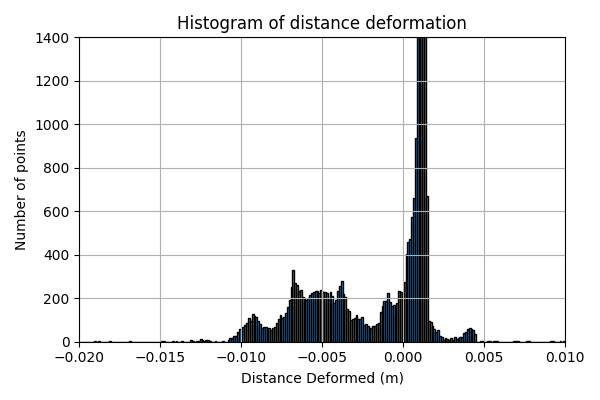 Histogram of distance deformation
Number of points
1400
1200
1000
800
600
400
200
0
−0.020 −0.015 −0.010 −0.005 0.000 0.005 0.010
Distance Deformed (m)